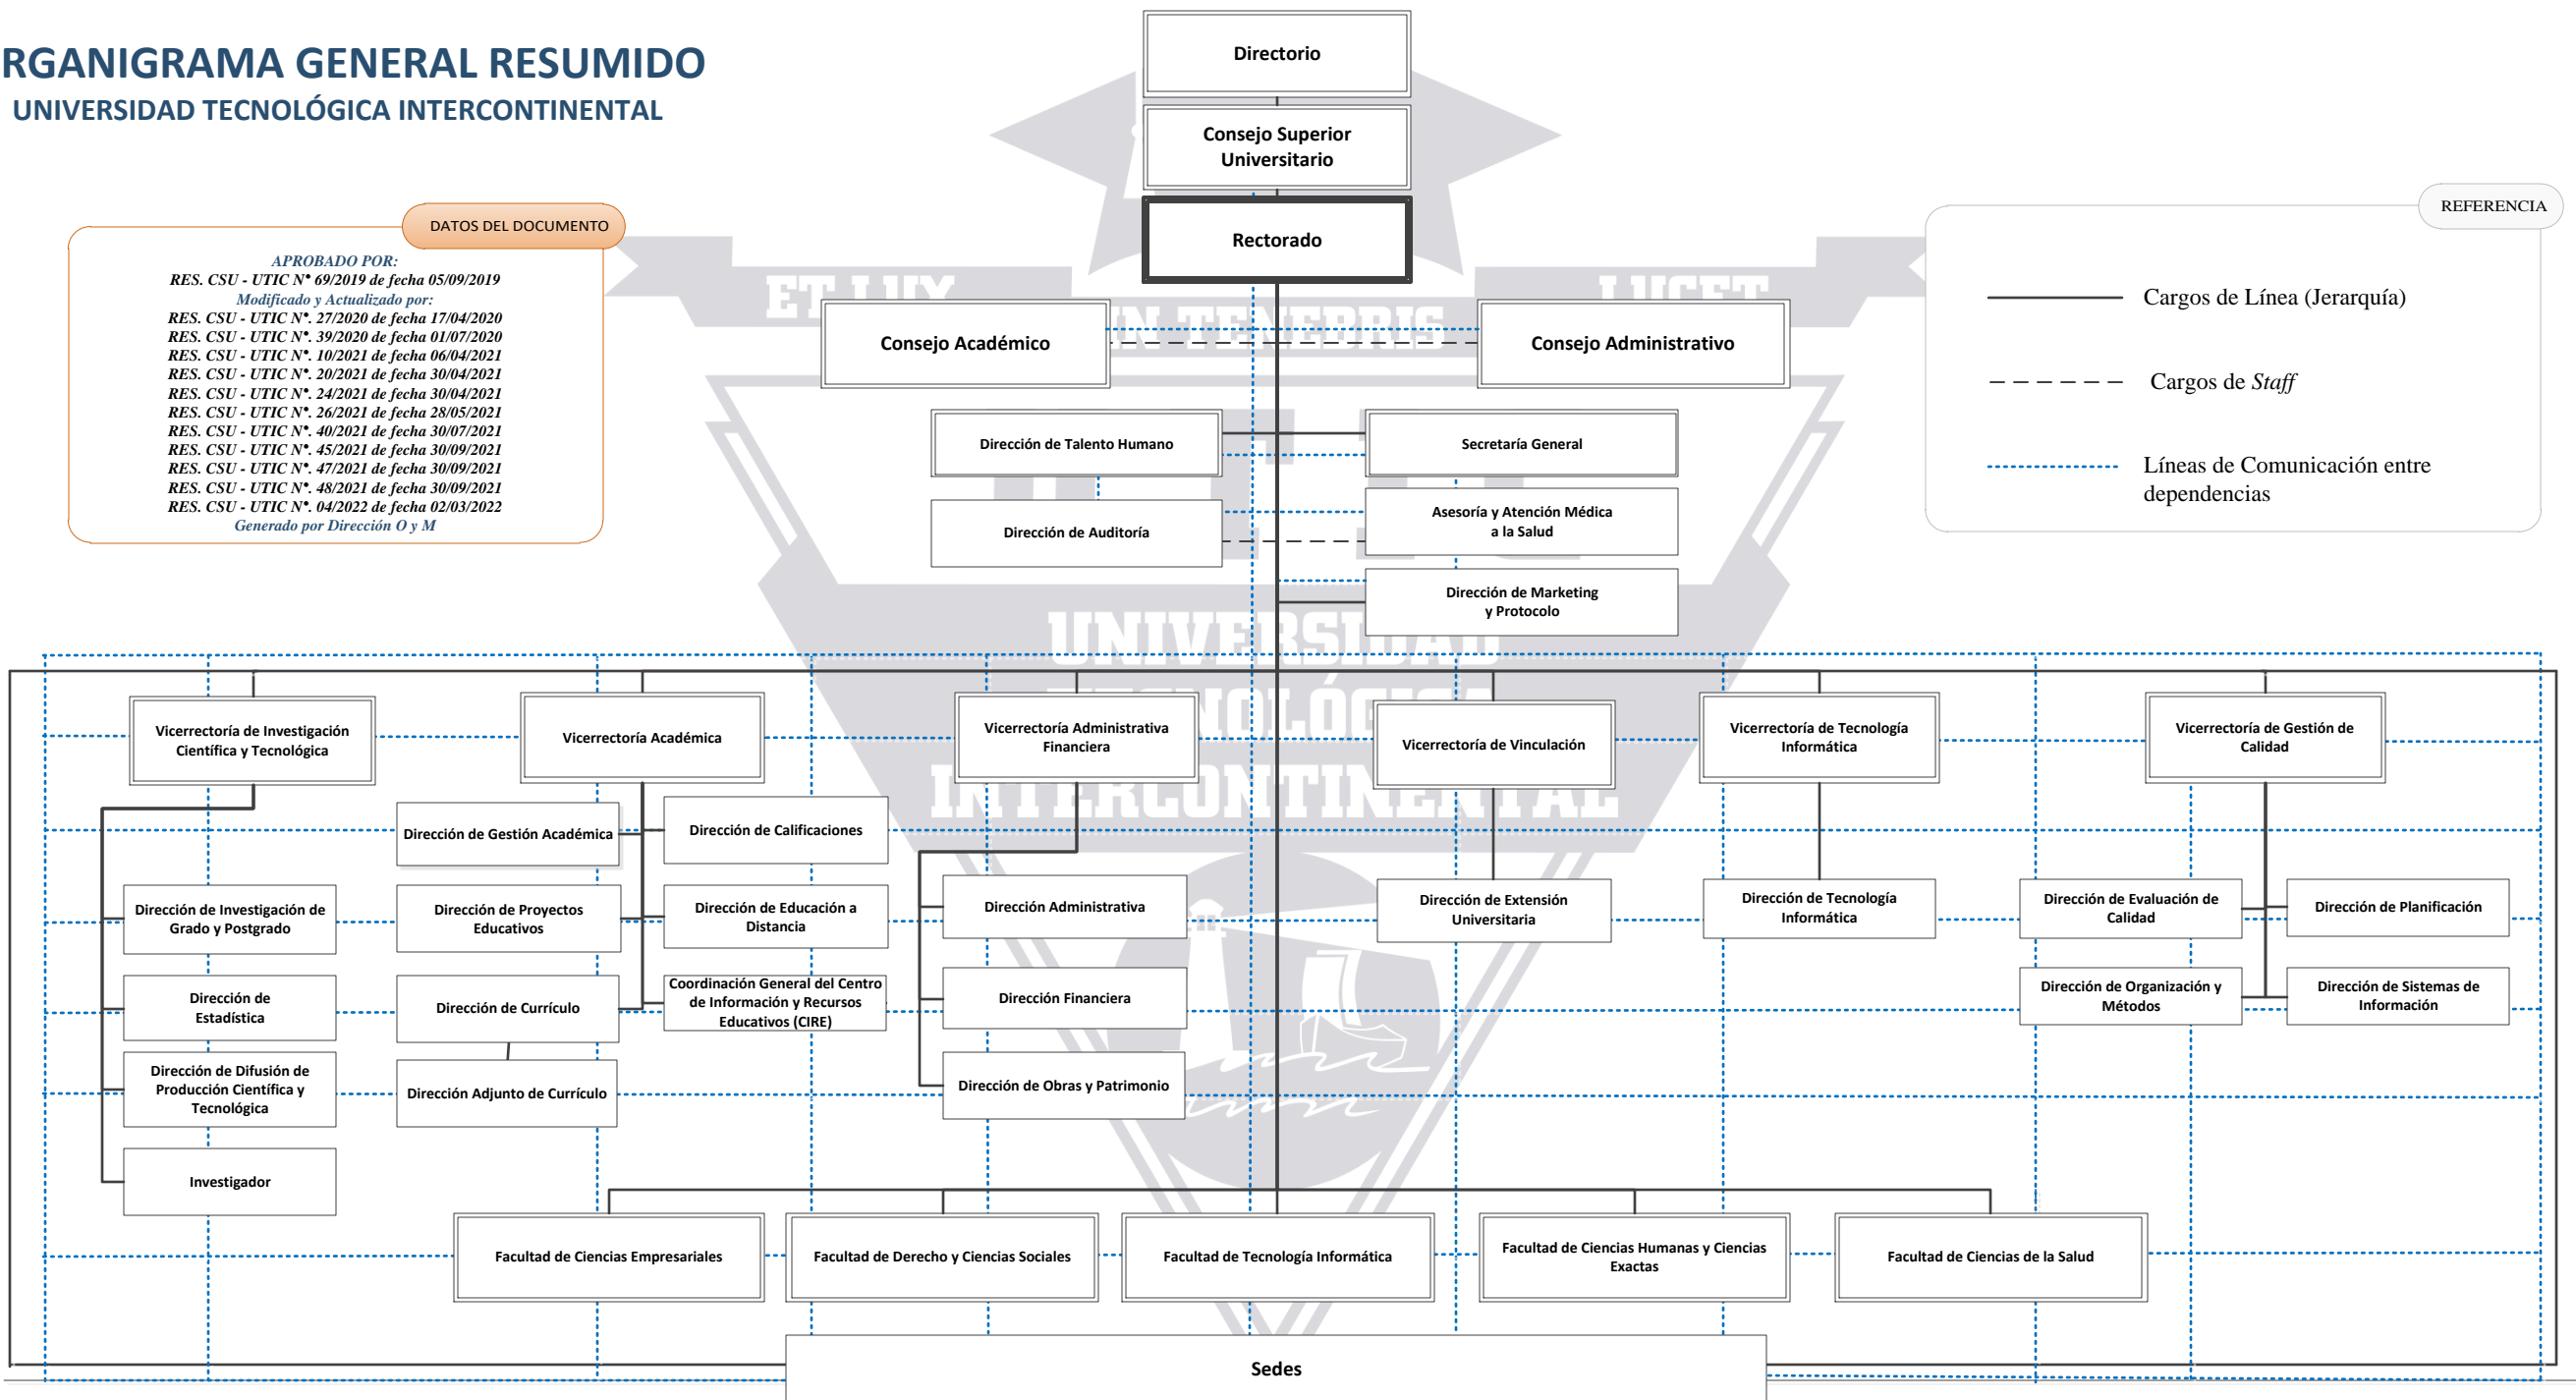 RGANIGRAMA GENERAL RESUMIDO
UNIVERSIDAD TECNOLÓGICA INTERCONTINENTAL
DATOS DEL DOCUMENTO
APROBADO POR:
RES. CSU - UTIC N° 69/2019 de fecha 05/09/2019
Modificado y Actualizado por:
RES. CSU - UTIC N°. 27/2020 de fecha 17/04/2020
RES. CSU - UTIC N°. 39/2020 de fecha 01/07/2020
RES. CSU - UTIC N°. 10/2021 de fecha 06/04/2021
RES. CSU - UTIC N°. 20/2021 de fecha 30/04/2021
RES. CSU - UTIC N°. 24/2021 de fecha 30/04/2021
RES. CSU - UTIC N°. 26/2021 de fecha 28/05/2021
RES. CSU - UTIC N°. 40/2021 de fecha 30/07/2021
RES. CSU - UTIC N°. 45/2021 de fecha 30/09/2021
RES. CSU - UTIC N°. 47/2021 de fecha 30/09/2021
RES. CSU - UTIC N°. 48/2021 de fecha 30/09/2021
RES. CSU - UTIC N°. 04/2022 de fecha 02/03/2022
Generado por Dirección O y M
Directorio
Consejo Superior
Universitario
Rectorado
REFERENCIA
Cargos de Línea (Jerarquía)
Cargos de Staff
Líneas de Comunicación entre
dependencias
ET LUX
IN TENEBRIS
LUCET
Consejo Académico
Consejo Administrativo
Dirección de Talento Humano
Secretaría General
Dirección de Auditoría
Asesoría y Atención Médica
a la Salud
Dirección de Marketing
y Protocolo
UNIVERSIDAD
TECNOLÓGICA
INTERCONTINENTAL
Vicerrectoría de Investigación
Científica y Tecnológica
Vicerrectoría Académica
Vicerrectoría Administrativa
Financiera
Vicerrectoría de Vinculación
Vicerrectoría de Tecnología
Informática
Vicerrectoría de Gestión de
Calidad
Dirección de Gestión Académica
Dirección de Calificaciones
Dirección de Investigación de
Grado y Postgrado
Dirección de Proyectos
Educativos
Dirección de Educación a
Distancia
Dirección Administrativa
Dirección de Extensión
Universitaria
Dirección de Tecnología
Informática
Dirección de Evaluación de
Calidad
Dirección de Planificación
Dirección de
Estadística
Dirección de Currículo
Coordinación General del Centro
de Información y Recursos
Educativos (CIRE)
Dirección Financiera
Dirección de Organización y
Métodos
Dirección de Sistemas de
Información
Dirección de Difusión de
Producción Científica y
Tecnológica
Dirección Adjunto de Currículo
Dirección de Obras y Patrimonio
Investigador
Facultad de Ciencias Empresariales
Facultad de Derecho y Ciencias Sociales
Facultad de Tecnología Informática
Facultad de Ciencias Humanas y Ciencias
Exactas
Facultad de Ciencias de la Salud
Sedes